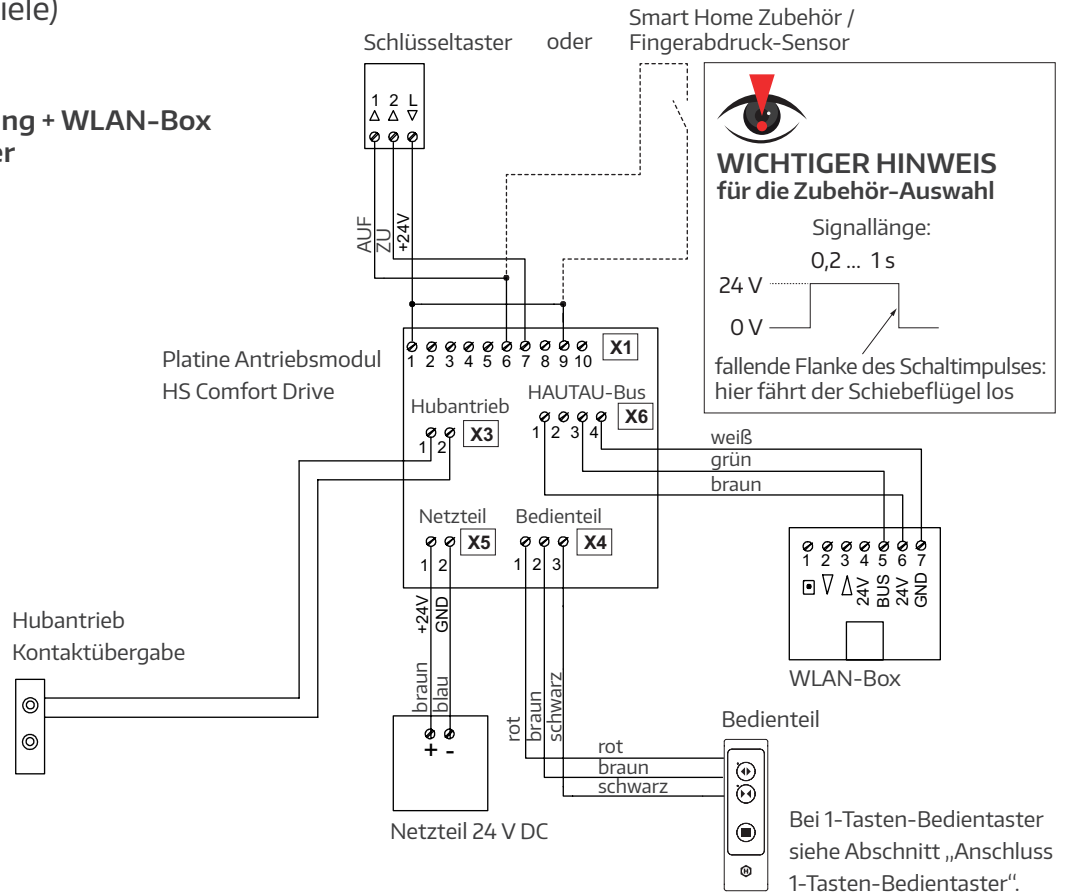 iele)
ng + WLAN-Box
er
Schlüsseltaster oder Smart Home Zubehör /
Fingerabdruck-Sensor
1 2 L
AUF
ZU
+24V
WICHTIGER HINWEIS
für die Zubehör-Auswahl
Signallänge:
0,2 ... 1 s
24 V
0 V
fallende Flanke des Schaltimpulses:
hier fährt der Schiebeflügel los
Platine Antriebsmodul
HS Comfort Drive
1 2 3 4 5 6 7 8 9 10 X1
Hubantrieb
1 2 X3
HAUTAU-Bus
1 2 3 4 X6
weiß
grün
braun
Netzteil
1 2 X5
Bedienteil
1 2 3 X4
1 2 3 4 5 6 7
24V
BUS
24V
GND
WLAN-Box
Hubantrieb
Kontaktübergabe
+24V
GND
braun
blau
+ -
Netzteil 24 V DC
rot
braun
schwarz
rot
braun
schwarz
Bedienteil
H
Bei 1-Tasten-Bedientaster
siehe Abschnitt „Anschluss
1-Tasten-Bedientaster“.